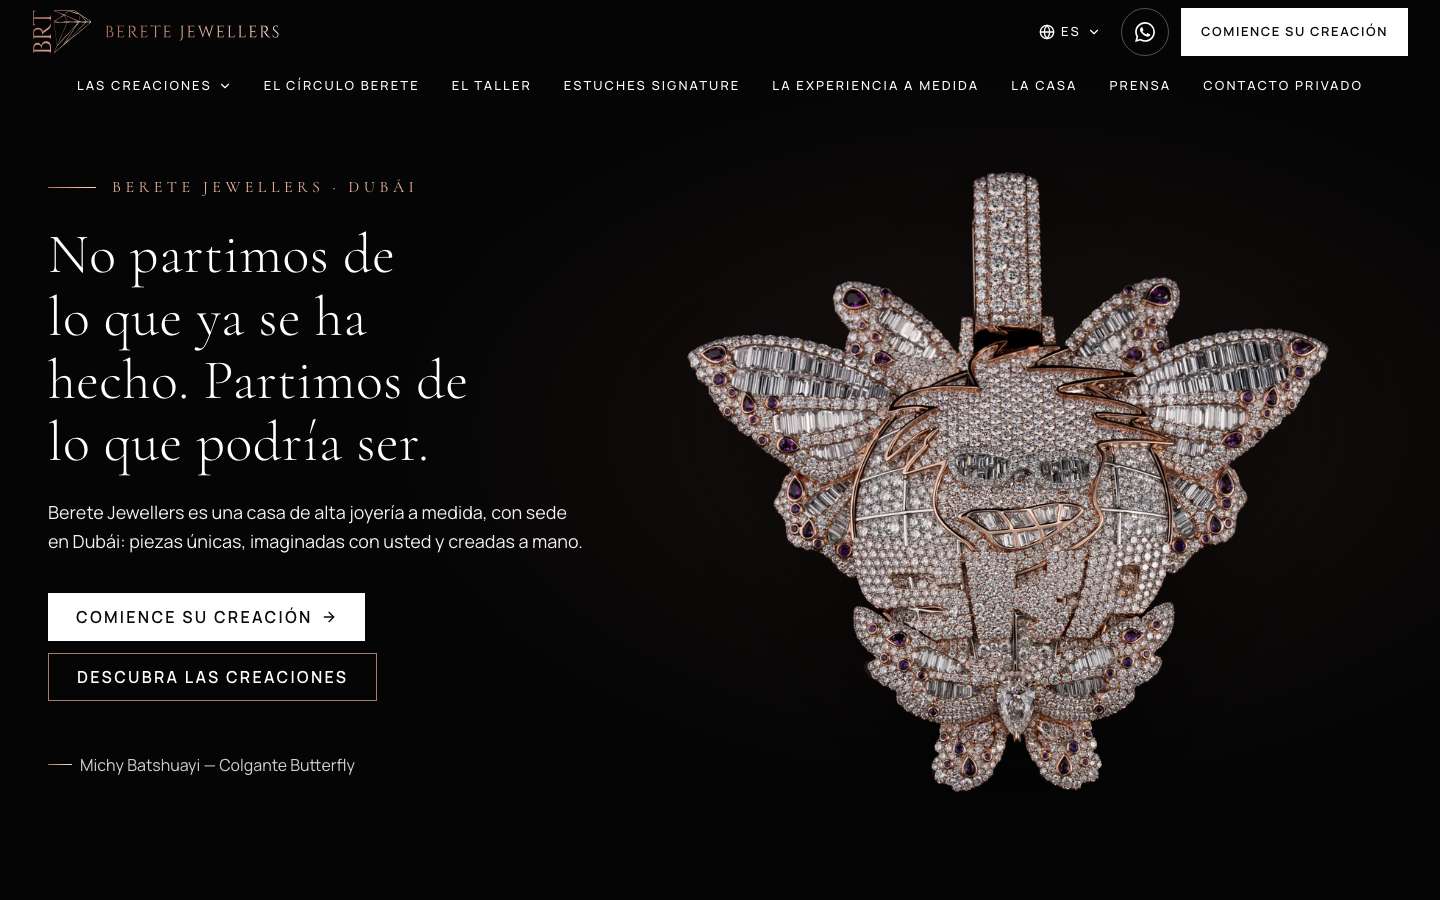 BRT
BERETE JEWELLERS
ES
COMIENCE SU CREACIÓN
LAS CREACIONES
EL CÍRCULO BERETE
EL TALLER
ESTUCHES SIGNATURE
LA EXPERIENCIA A MEDIDA
LA CASA
PRENSA
CONTACTO PRIVADO
BERETE JEWELLERS · DUBÁI
No partimos de
lo que ya se ha
hecho. Partimos de
lo que podría ser.
Berete Jewellers es una casa de alta joyería a medida, con sede
en Dubái: piezas únicas, imaginadas con usted y creadas a mano.
COMIENCE SU CREACIÓN →
DESCUBRA LAS CREACIONES
Michy Batshuayi — Colgante Butterfly